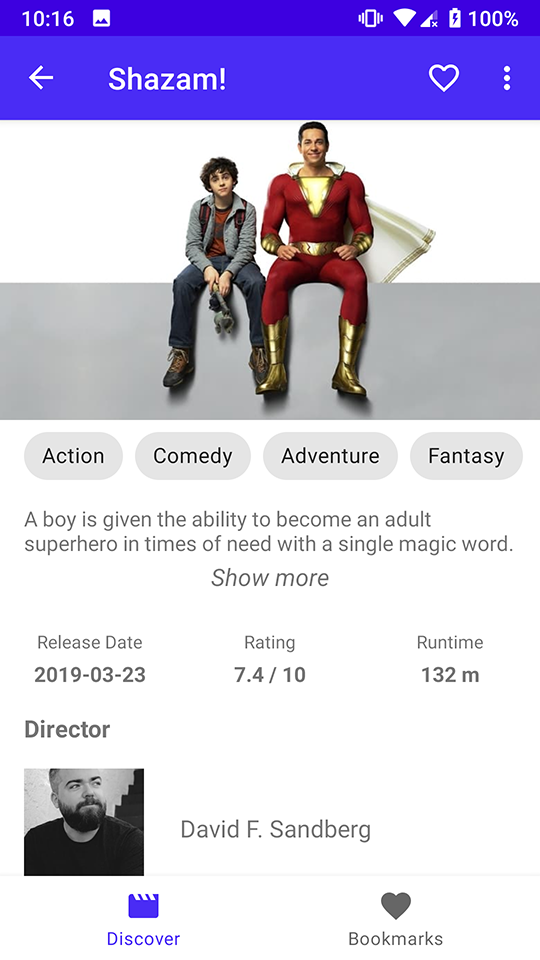 10:16
100%
Shazam!
Action Comedy Adventure Fantasy
A boy is given the ability to become an adult
superhero in times of need with a single magic word.
Show more
Release Date Rating Runtime
2019-03-23 7.4 / 10 132 m
Director
David F. Sandberg
Discover Bookmarks